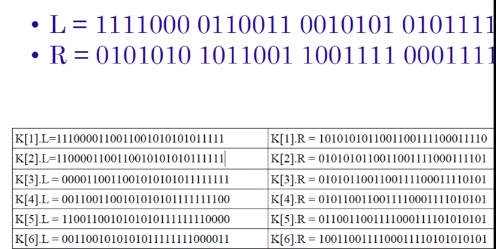 • L = 1111000 0110011 0010101 0101111
• R = 0101010 1011001 1001111 0001111
K[1].L=1110000110011001010101011111 K[1].R = 1010101011001100111100011110
K[2].L=1100001100110010101010111111 K[2].R = 0101010110011001111000111101
K[3].L = 0000110011001010101011111111 K[3].R = 0101011001100111100011110101
K[4].L = 0011001100101010101111111100 K[4].R = 0101100110011110001111010101
K[5].L = 1100110010101010111111110000 K[5].R = 0110011001111000111101010101
K[6].L = 0011001010101011111111000011 K[6].R = 1001100111100011110101010101